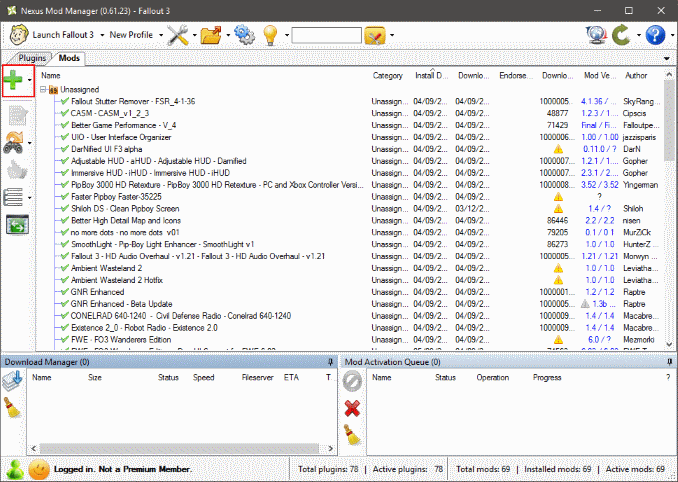 Nexus Mod Manager (0.61.23) - Fallout 3
Launch Fallout 3 New Profile
Plugins Mods
Name Category Install D... Downlo... Endorse... Downlo... Mod Ve... Author
Unassigned
Fallout Stutter Remover - FSR_4-1-36 Unassign... 04/09/2... 04/09/2... 1000005... 4.1.36 / ... SkyRang...
CASM - CASM_v1_2_3 Unassign... 04/09/2... 04/09/2... 48877 1.2.3 / 1... Cipscis
Better Game Performance - V_4 Unassign... 04/09/2... 04/09/2... 71429 Final / Fi... Falloutpe...
UIO - User Interface Organizer Unassign... 04/09/2... 04/09/2... 1000007... 1.00 / 1.00 jazzisparis
DarNified UI F3 alpha Unassign... 04/09/2... 04/09/2... 0.11.0 / ? DarN
Adjustable HUD - aHUD - Adjustable HUD - Darnified Unassign... 04/09/2... 04/09/2... 1000007... 1.2.1 / 1... Gopher
Immersive HUD - iHUD - Immersive HUD - iHUD Unassign... 04/09/2... 04/09/2... 1000007... 2.3.1 / 2... Gopher
PipBoy 3000 HD Retexture - PipBoy 3000 HD Retexture - PC and Xbox Controller Versi... Unassign... 04/09/2... 04/09/2... 1000008... 3.52 / 3.52 Yingerman
Faster Pipboy Faster-35225 Unassign... 04/09/2... 04/09/2... ?
Shiloh DS - Clean Pipboy Screen Unassign... 04/09/2... 03/12/2... 1.4 / ? Shiloh
Better High Detail Map and Icons Unassign... 04/09/2... 04/09/2... 86446 2.2 / 2.2 nisen
no more dots - no more dots v01 Unassign... 04/09/2... 04/09/2... 79205 0.1 / 0.1 MurZiCk
SmoothLight - Pip-Boy Light Enhancer - SmoothLight v1 Unassign... 04/09/2... 04/09/2... 86273 1.0 / 1.0 HunterZ
Fallout 3 - HD Audio Overhaul - v1.21 - Fallout 3 - HD Audio Overhaul - v1.21 Unassign... 04/09/2... 04/09/2... 1000009... 1.21 / 1.21 Monwyn
Ambient Wasteland 2 Unassign... 04/09/2... 04/09/2... 1.0 / 1.0 Leviatha...
Ambient Wasteland 2 Hotfix Unassign... 04/09/2... 04/09/2... 1.0 / 1.0 Leviatha...
GNR Enhanced Unassign... 04/09/2... 04/09/2... 1000001... 1.2 / 1.2 Raptre
GNR Enhanced - Beta Update Unassign... 04/09/2... 04/09/2... 1000005... 1.3b ... Raptre
CONELRAD 640-1240 - Civil Defense Radio - Conelrad 640-1240 Unassign... 04/09/2... 04/09/2... 1000009... 1.4 / 1.4 Macabre...
Existence 2_0 - Robot Radio - Existence 2.0 Unassign... 04/09/2... 04/09/2... 1000009... 1.4 / 1.4 Macabre...
FWE - FO3 Wanderers Edition Unassign... 04/09/2... 04/09/2... 6.0 / ? Mezmorki
Download Manager (0) Mod Activation Queue (0)
Name Size Status Speed Fileserver ETA T... Name Status Operation Progress ?
Logged in. Not a Premium Member. Total plugins: 78 | Active plugins: 78 Total mods: 69 | Installed mods: 69 | Active mods: 69